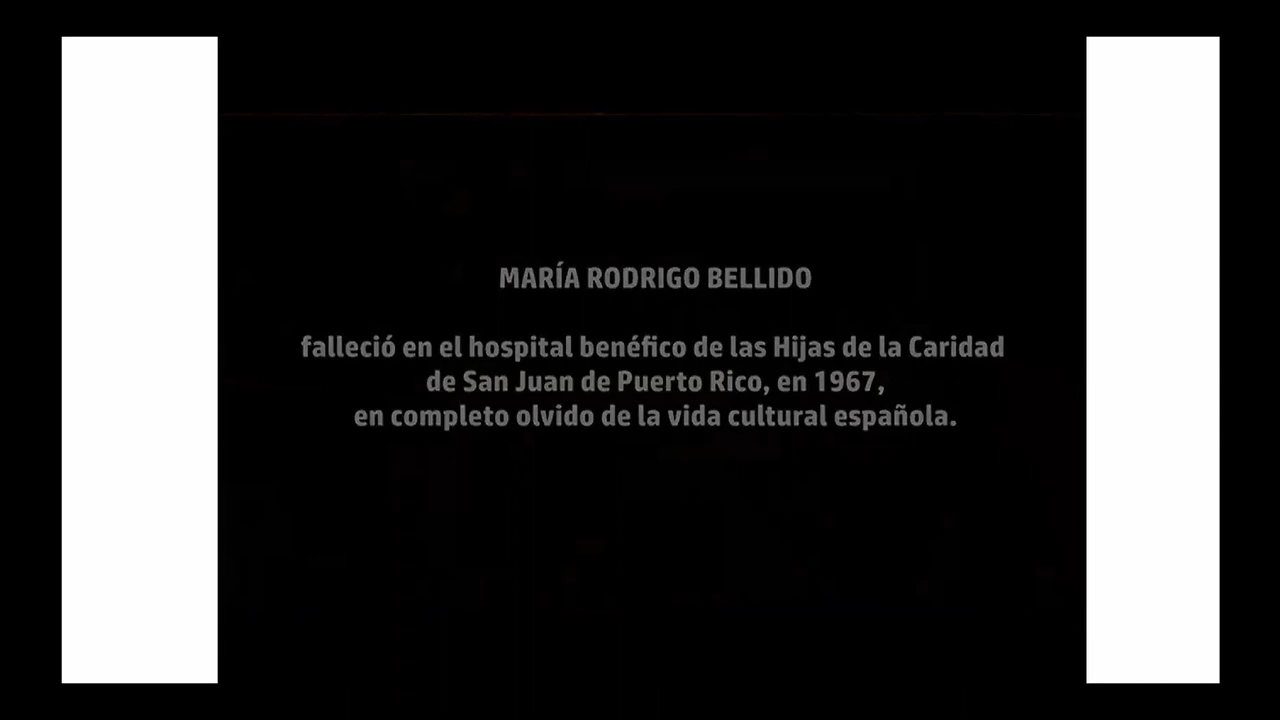 MARÍA RODRIGO BELLIDO
falleció en el hospital benéfico de las Hijas de la Caridad
de San Juan de Puerto Rico, en 1967,
en completo olvido de la vida cultural española.